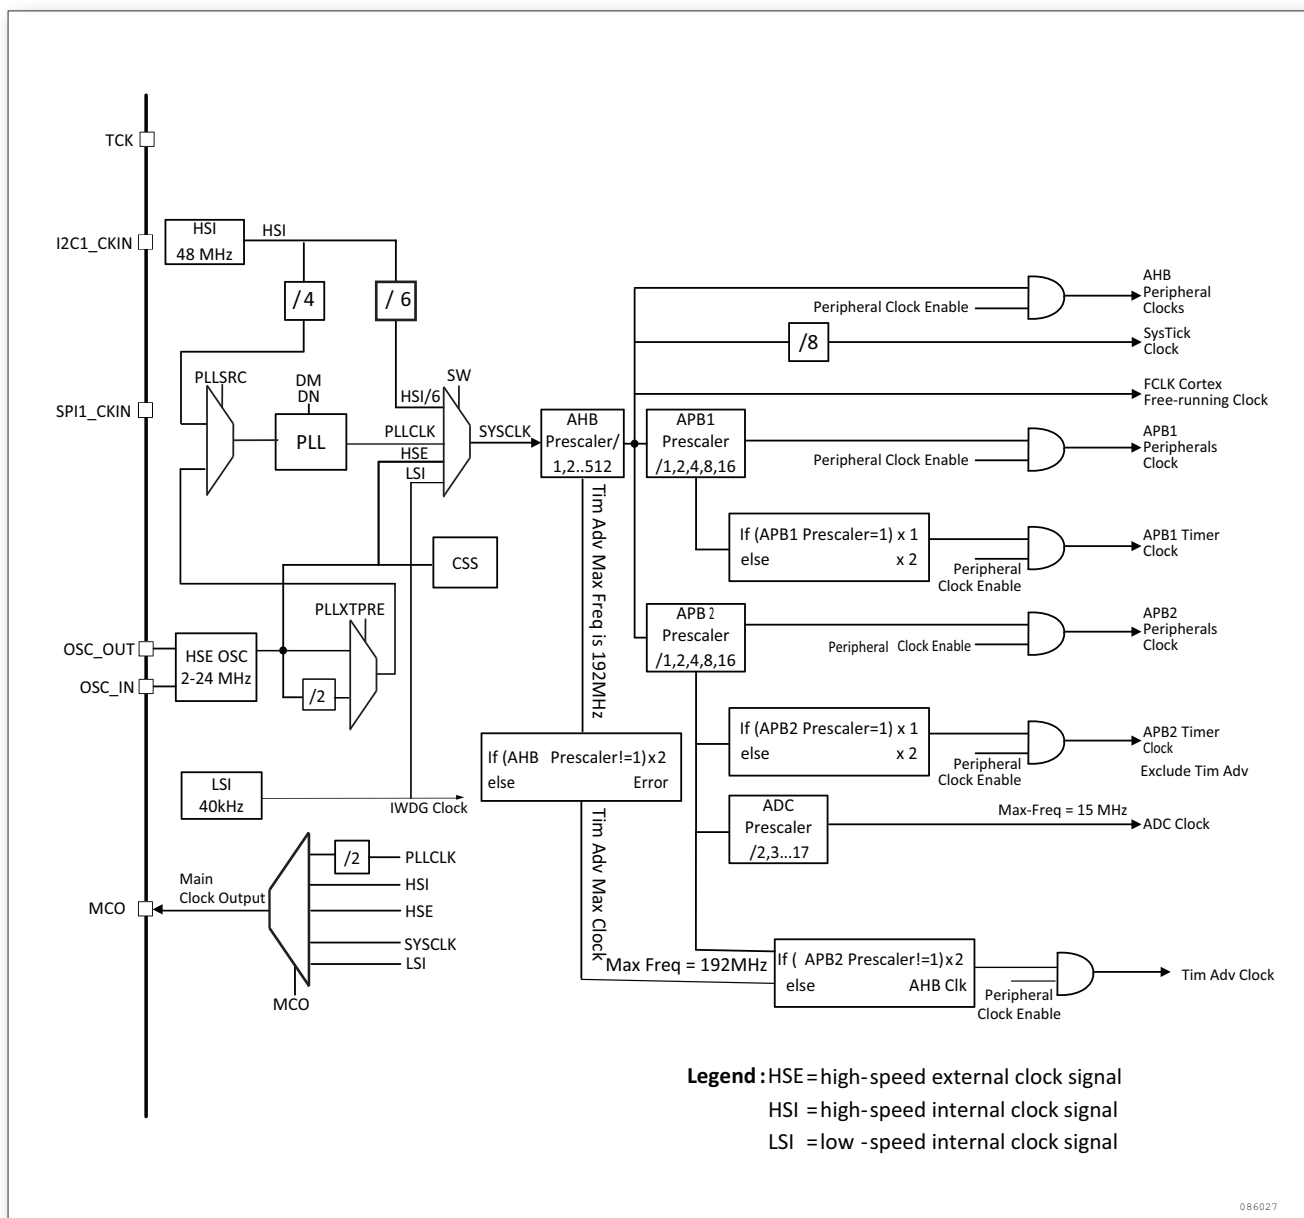 TCK
I2C1_CKIN
SPI1_CKIN
OSC_OUT
OSC_IN
MCO
HSI
48 MHz
HSI
/4
/ 6
PLLSRC
DM
DN
PLL
SW
HSI/6
PLLCLK
HSE
LSI
SYSCLK
CSS
PLLXTPRE
HSE OSC
2-24 MHz
/2
LSI
40kHz
IWDG Clock
Main
Clock Output
/2
PLLCLK
HSI
HSE
SYSCLK
LSI
MCO
AHB
Prescaler/
1,2..512
Tim Adv Max Freq is 192MHz
If (AHB Prescaler!=1)x2
else Error
Tim Adv Max Clock
Max Freq = 192MHz
Peripheral Clock Enable
AHB
Peripheral
Clocks
/8
SysTick
Clock
FCLK Cortex
Free-running Clock
APB1
Prescaler
/1,2,4,8,16
Peripheral Clock Enable
APB1
Peripherals
Clock
If (APB1 Prescaler=1) x 1
else x 2
Peripheral
Clock Enable
APB1 Timer
Clock
APB2
Prescaler
/1,2,4,8,16
Peripheral Clock Enable
APB2
Peripherals
Clock
If (APB2 Prescaler=1) x 1
else x 2
Peripheral
Clock Enable
APB2 Timer
Clock
Exclude Tim Adv
ADC
Prescaler
/2,3...17
Max-Freq = 15 MHz
ADC Clock
If ( APB2 Prescaler!=1)x2
else AHB Clk
Peripheral
Clock Enable
Tim Adv Clock
Legend : HSE = high-speed external clock signal
HSI = high-speed internal clock signal
LSI = low -speed internal clock signal
086027